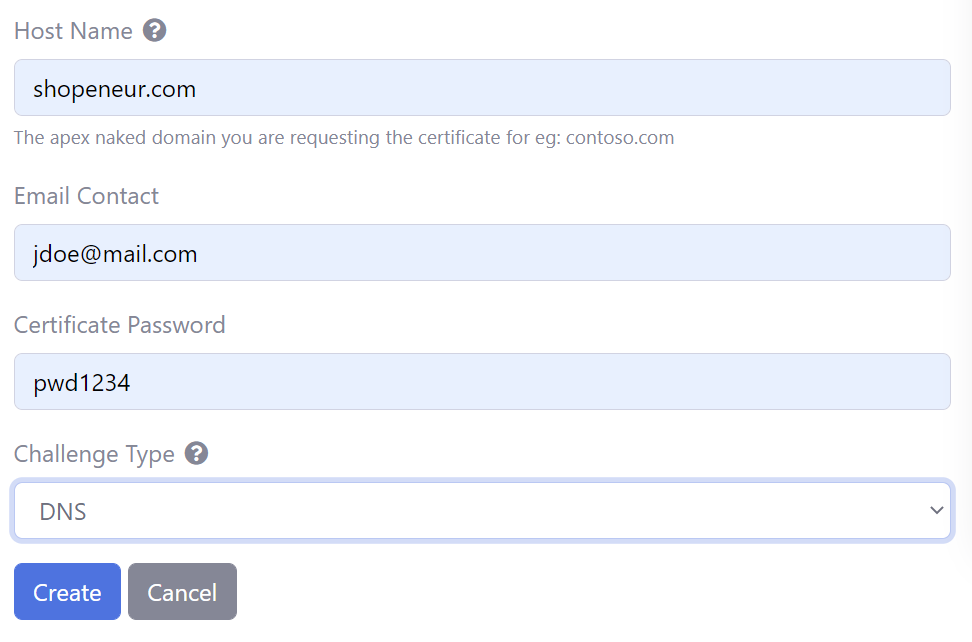 Host Name ?
shopeneur.com
The apex naked domain you are requesting the certificate for eg: contoso.com
Email Contact
jdoe@mail.com
Certificate Password
pwd1234
Challenge Type ?
DNS
Create Cancel